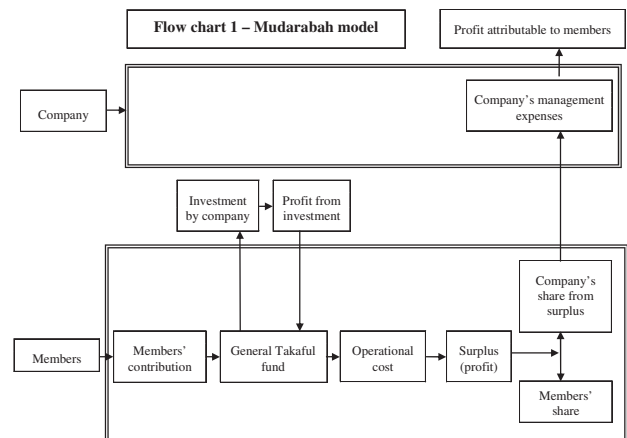 Flow chart 1 – Mudarabah model
Profit attributable to members
Company
Company's management
expenses
Investment
by company
Profit from
investment
Company's
share from
surplus
Members
Members'
contribution
General Takaful
fund
Operational
cost
Surplus
(profit)
Members'
share